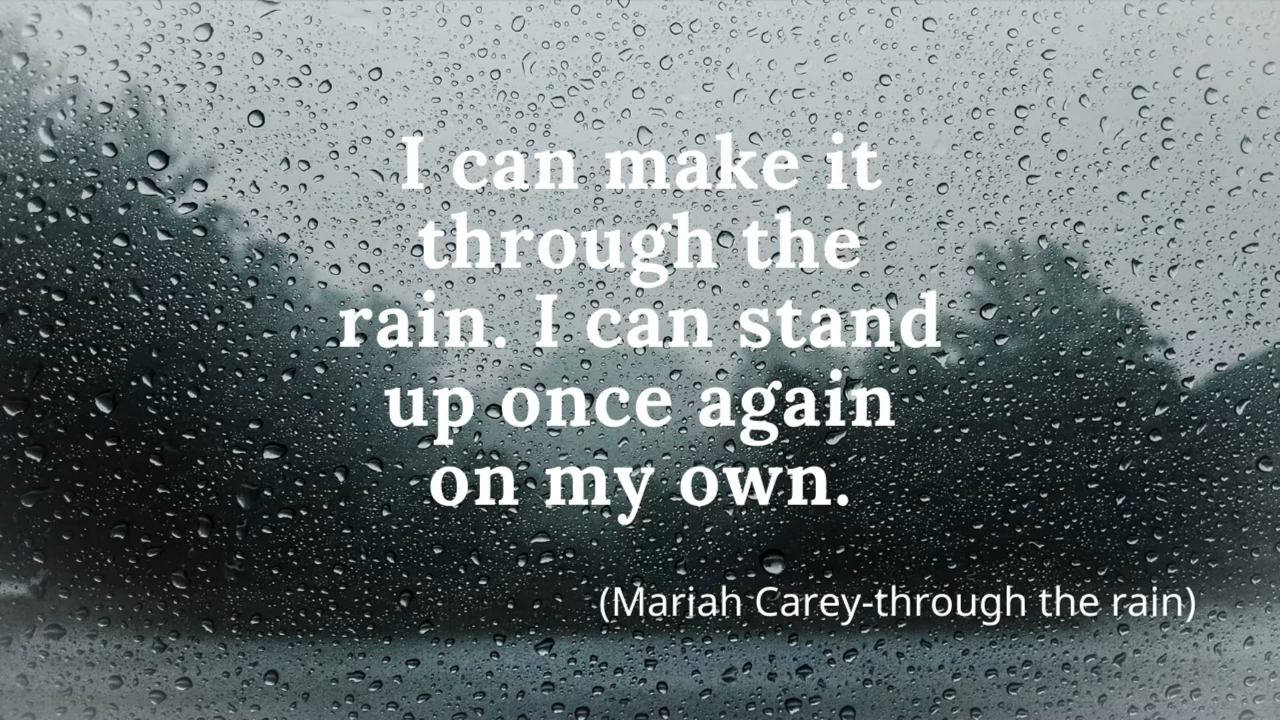 I can make it
through the
rain. I can stand
up once again
on my own.
(Mariah Carey-through the rain)